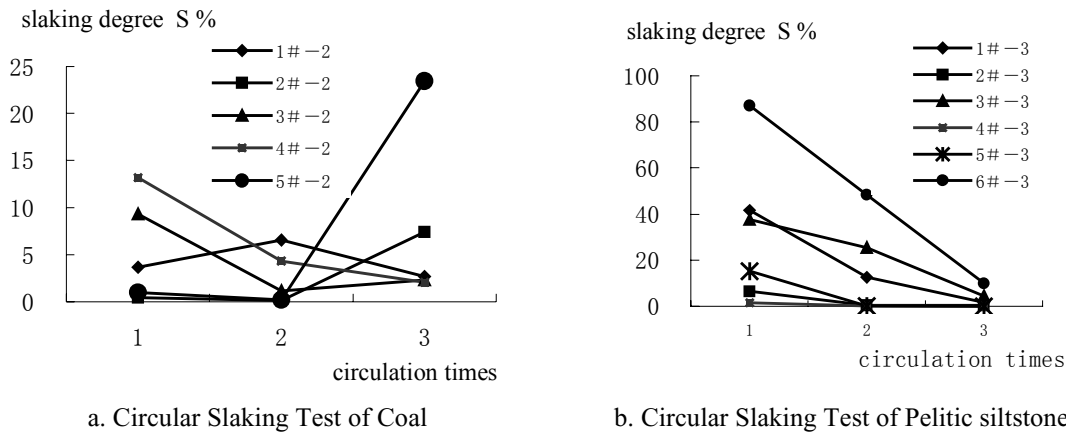 slaking degree S %
1#-2
2#-2
3#-2
4#-2
5#-2
25
20
15
10
5
0
1 2 3
circulation times
a. Circular Slaking Test of Coal
slaking degree S %
1#-3
2#-3
3#-3
4#-3
5#-3
6#-3
100
80
60
40
20
0
1 2 3
circulation times
b. Circular Slaking Test of Pelitic siltstone